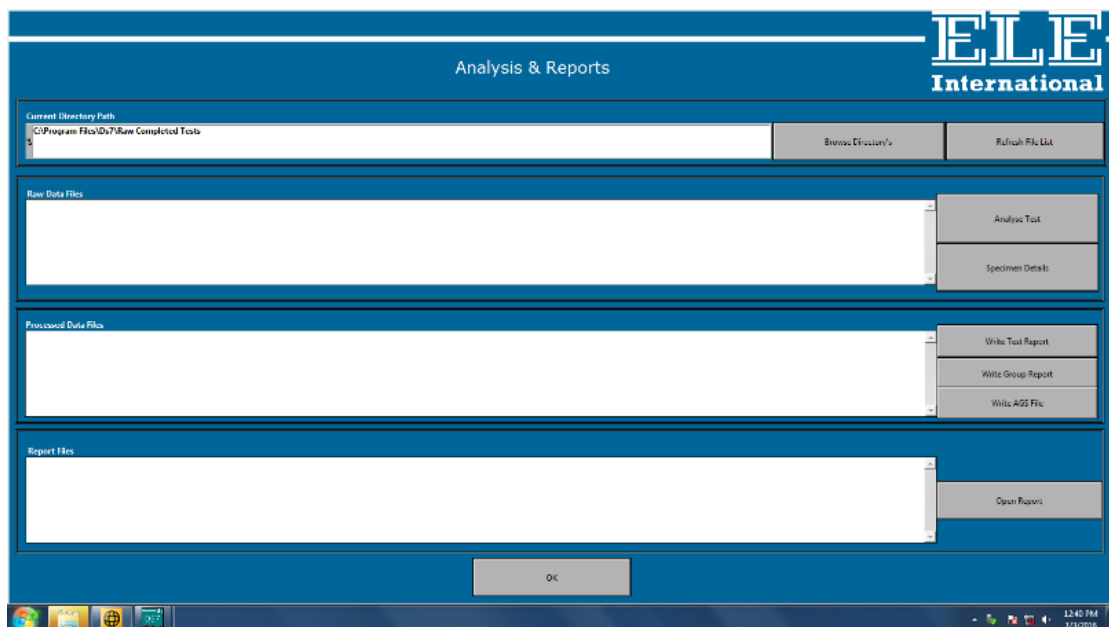 ELE
International
Analysis & Reports
Current Directory Path
C:\Program Files\Ds7\Raw Completed Tests
Browse Directory's
Refresh File List
Raw Data Files
Analyse Test
Specimen Details
Processed Data Files
Write Test Report
Write Group Report
Write AGS File
Report Files
Open Report
OK
12:40 PM